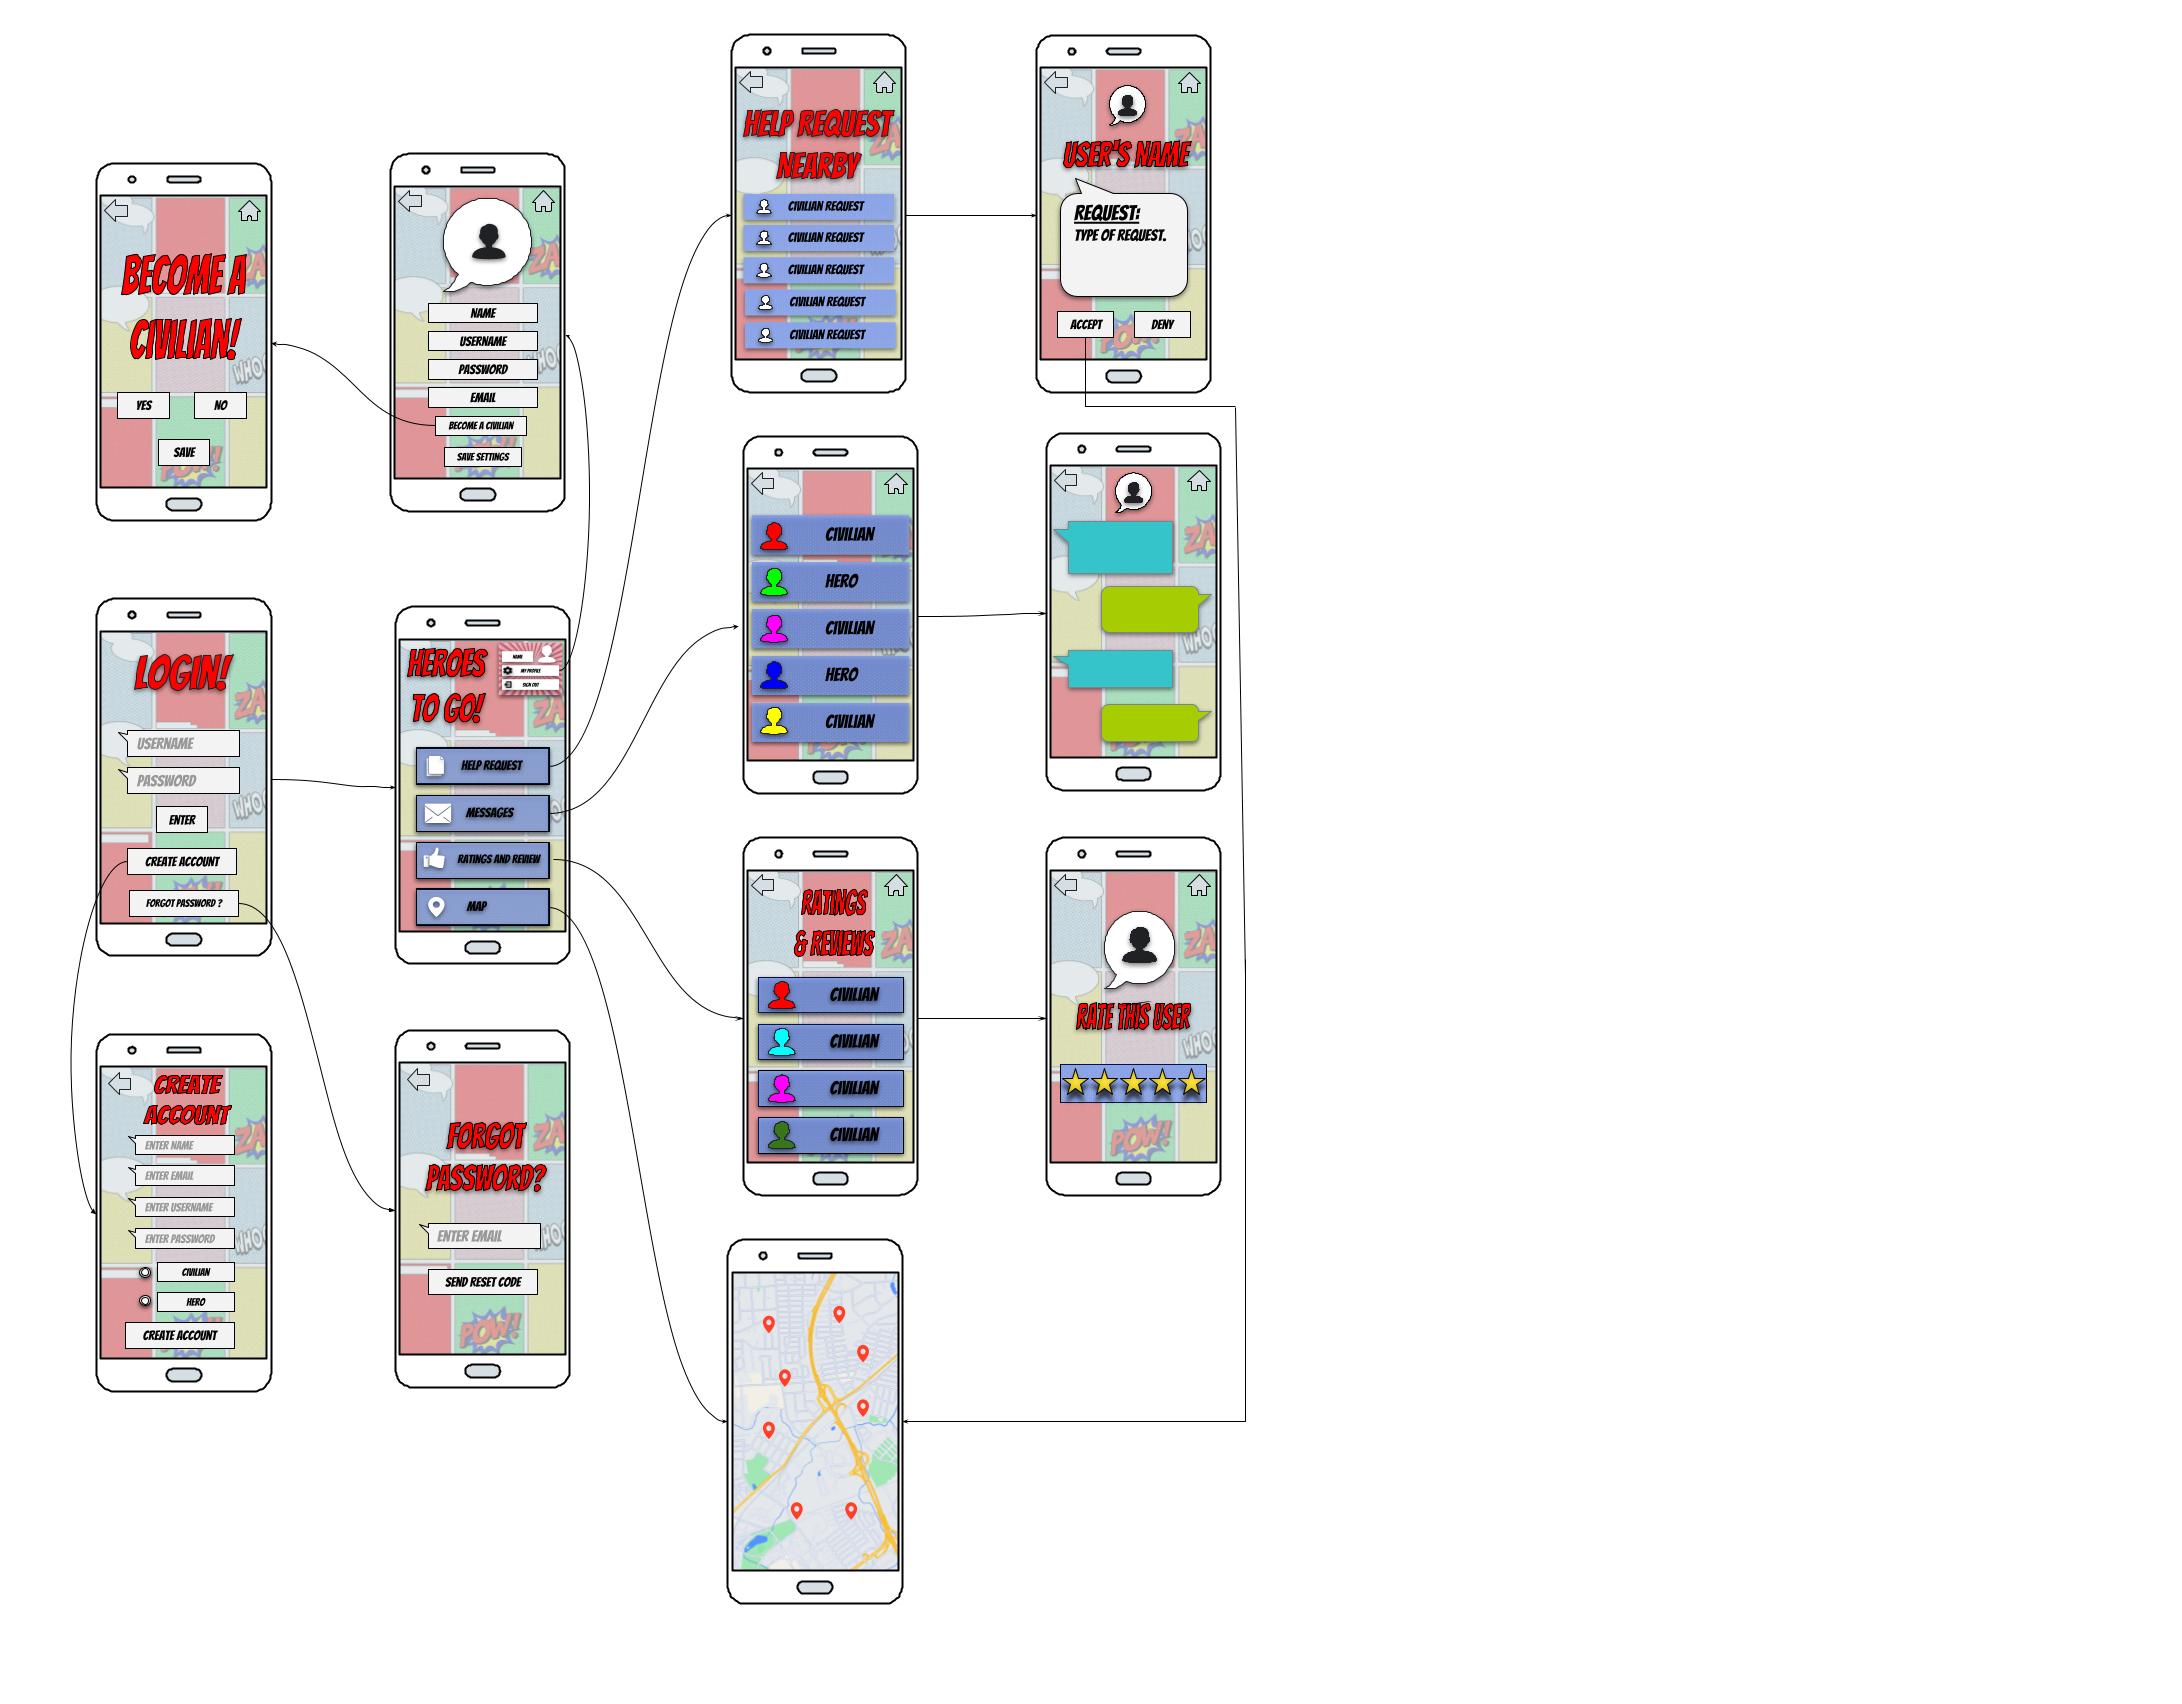 BECOME A
CIVILIAN!
YES
NO
SAVE
NAME
USERNAME
PASSWORD
EMAIL
BECOME A CIVILIAN
SAVE SETTINGS
HELP REQUEST
NEARBY
CIVILIAN REQUEST
CIVILIAN REQUEST
CIVILIAN REQUEST
CIVILIAN REQUEST
CIVILIAN REQUEST
USER'S NAME
REQUEST:
TYPE OF REQUEST.
ACCEPT
DENY
LOGIN!
USERNAME
PASSWORD
ENTER
CREATE ACCOUNT
FORGOT PASSWORD ?
HEROES
TO GO!
NAME
MY PROFILE
SIGN OUT
HELP REQUEST
MESSAGES
RATINGS AND REVIEW
MAP
CIVILIAN
HERO
CIVILIAN
HERO
CIVILIAN
CREATE
ACCOUNT
ENTER NAME
ENTER EMAIL
ENTER USERNAME
ENTER PASSWORD
CIVILIAN
HERO
CREATE ACCOUNT
FORGOT
PASSWORD?
ENTER EMAIL
SEND RESET CODE
POW!
RATINGS
& REVIEWS
CIVILIAN
CIVILIAN
CIVILIAN
CIVILIAN
RATE THIS USER
POW!